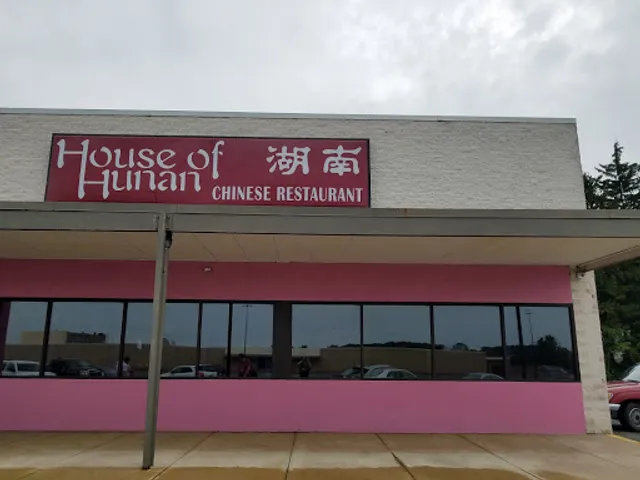 House of 湖南
Hunan CHINESE RESTAURANT